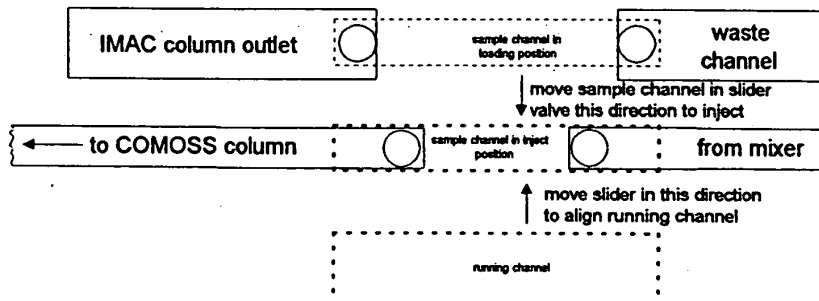 IMAC column outlet
sample channel in
loading position
waste
channel
move sample channel in slider
valve this direction to inject
to COMOSS column
sample channel in inject
position
from mixer
move slider in this direction
to align running channel
running channel